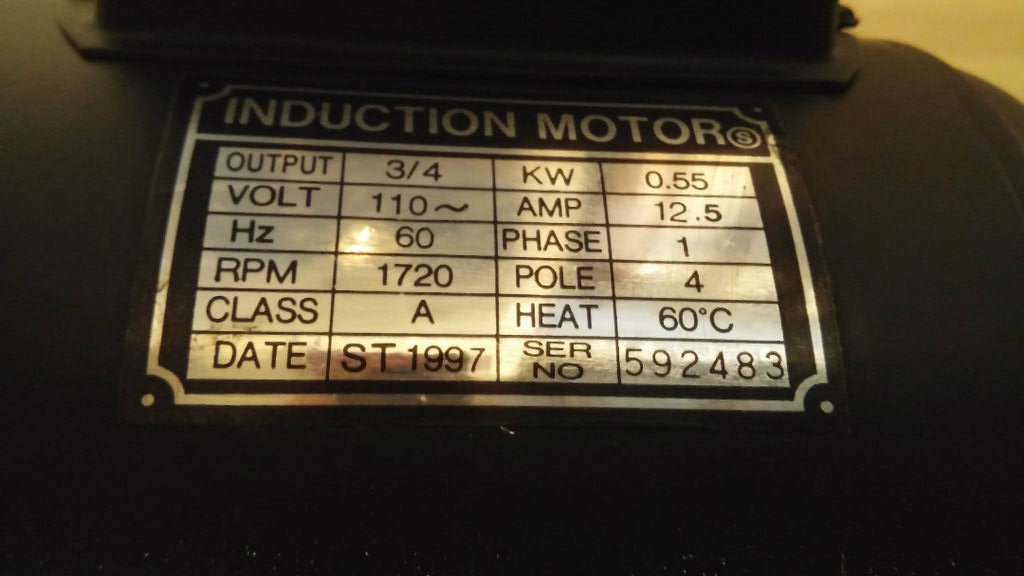 INDUCTION MOTOR Ⓢ
OUTPUT 3/4 KW 0.55
VOLT 110~ AMP 12.5
Hz 60 PHASE 1
RPM 1720 POLE 4
CLASS A HEAT 60°C
DATE ST 1997 SER NO 592483